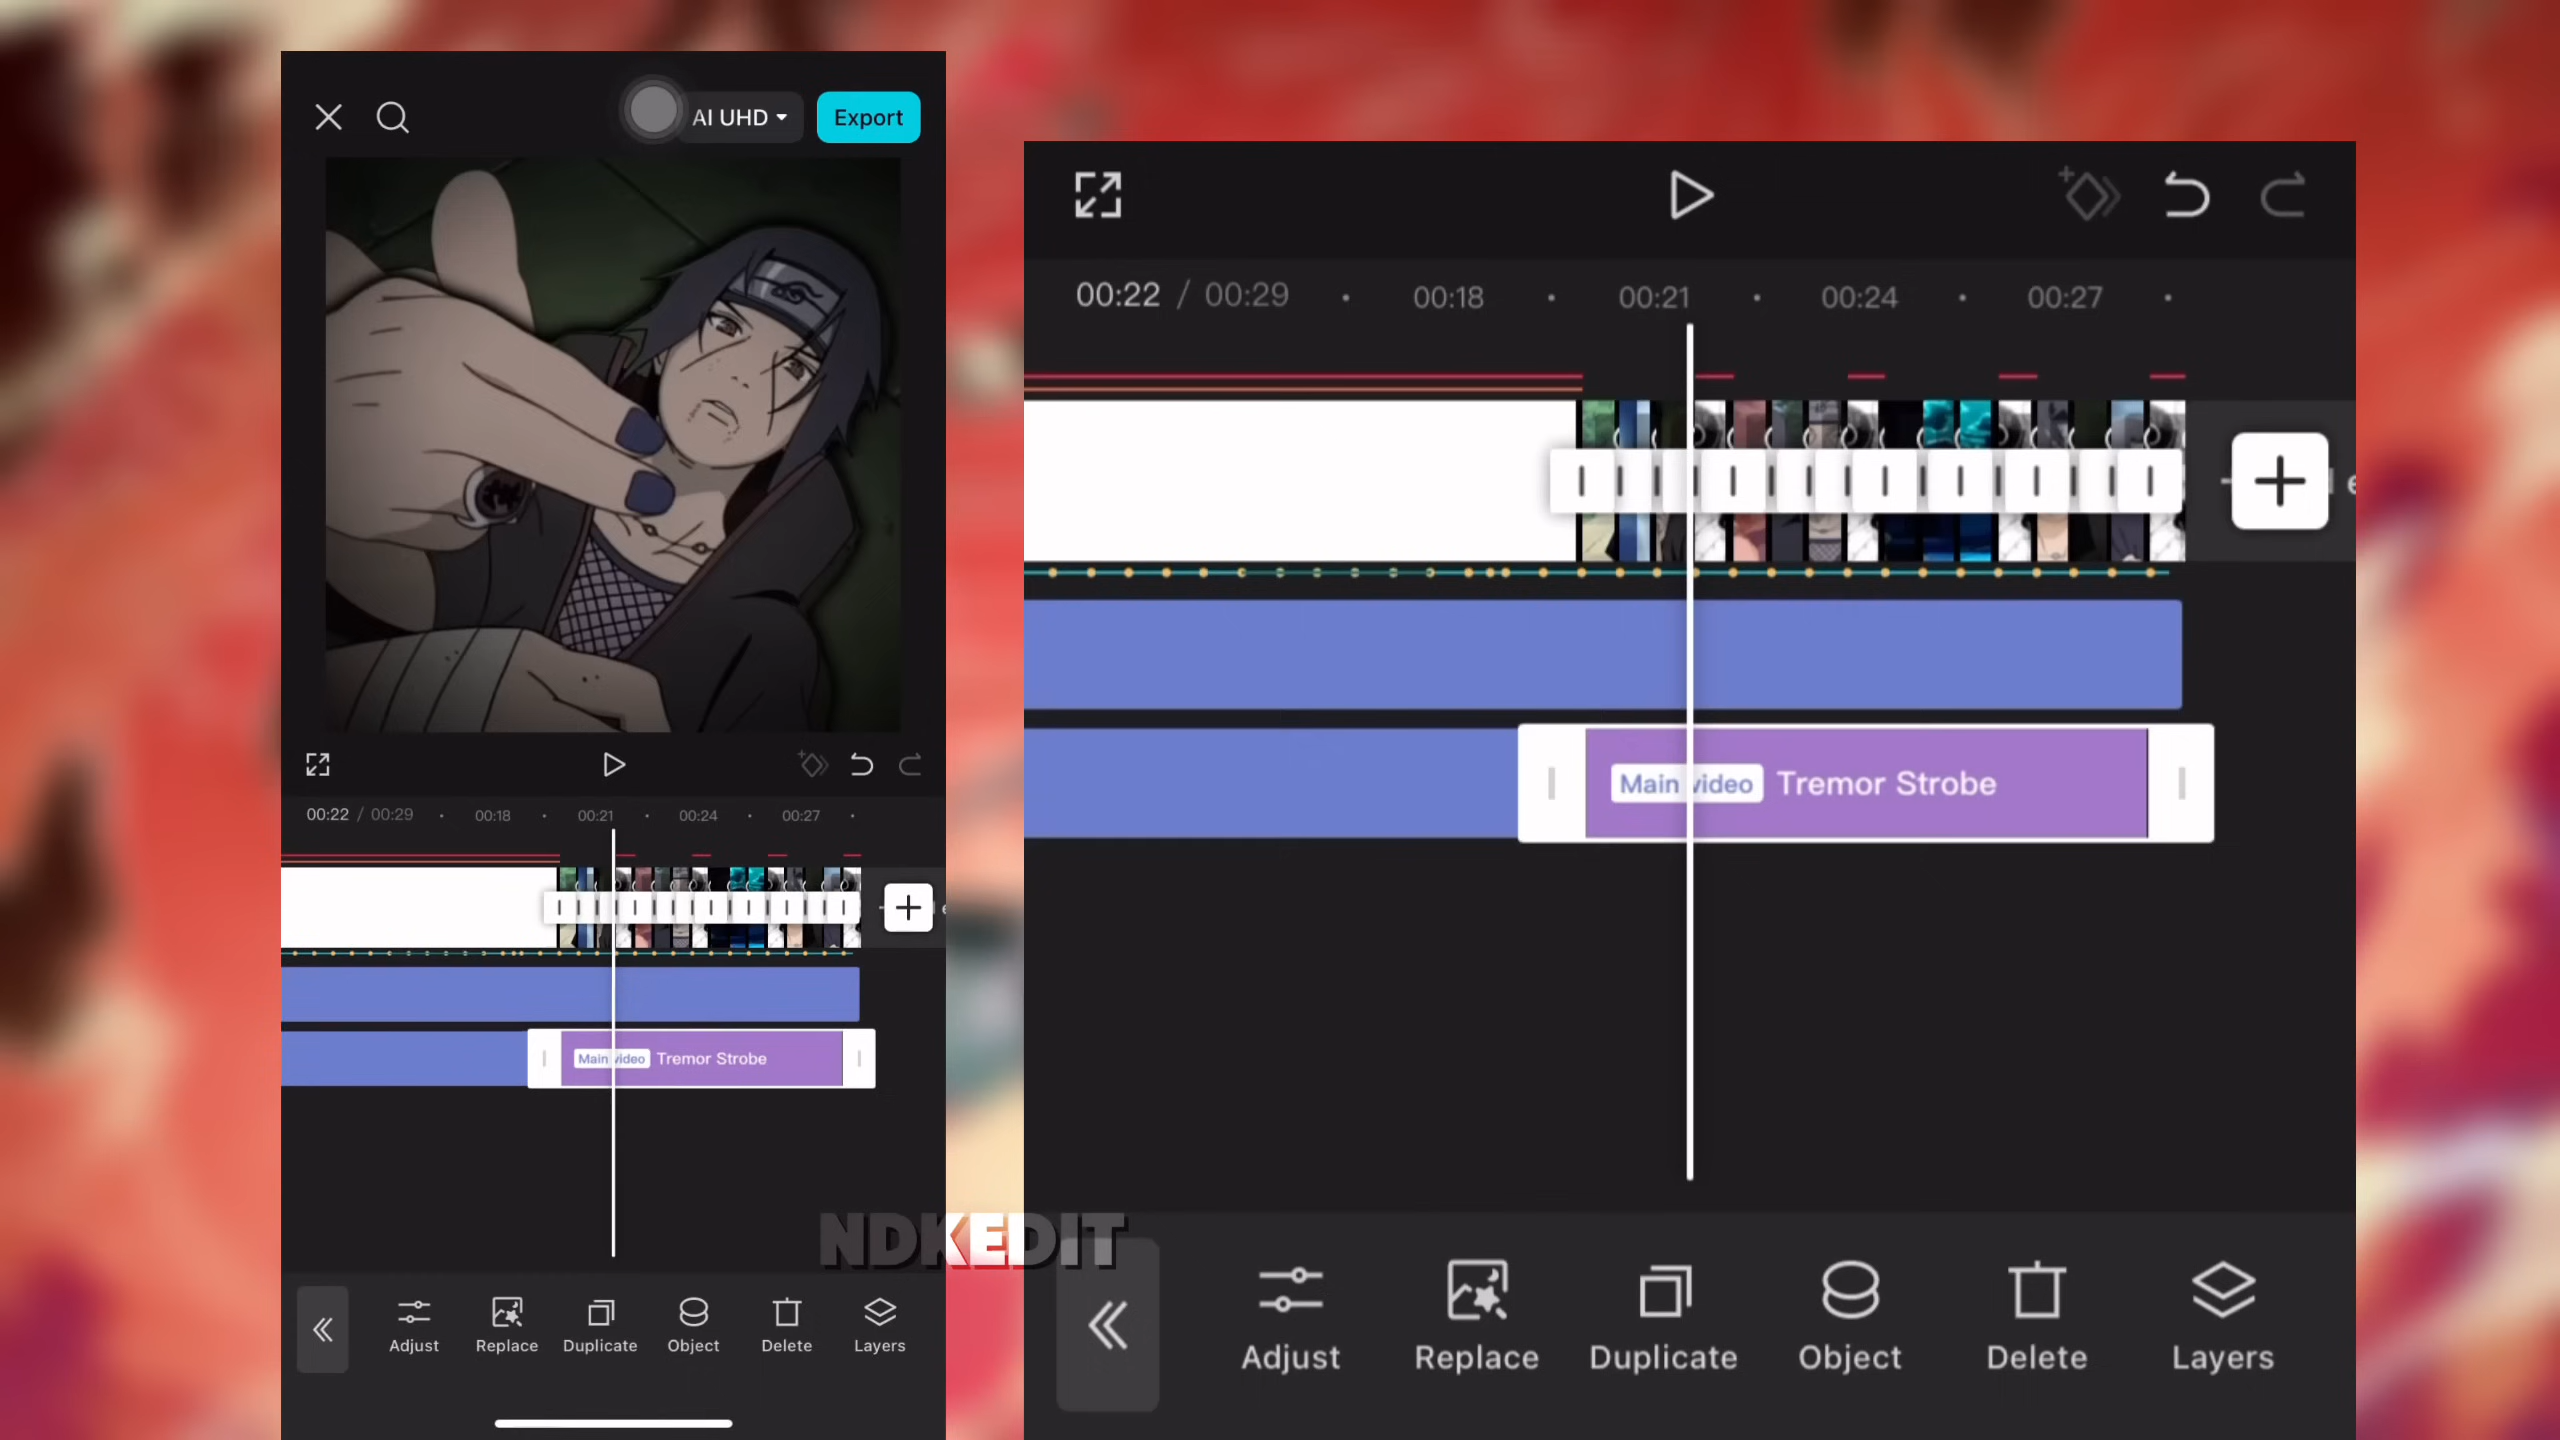 AI UHD
Export
00:22 / 00:29
00:18
00:21
00:24
00:27
Main video
Tremor Strobe
Adjust
Replace
Duplicate
Object
Delete
Layers
00:22 / 00:29
00:18
00:21
00:24
00:27
Main video
Tremor Strobe
NDKEDIT
Adjust
Replace
Duplicate
Object
Delete
Layers